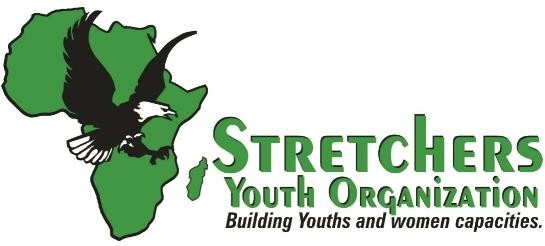 STRETCHERS
YOUTH ORGANIZATION
Building Youths and women capacities.